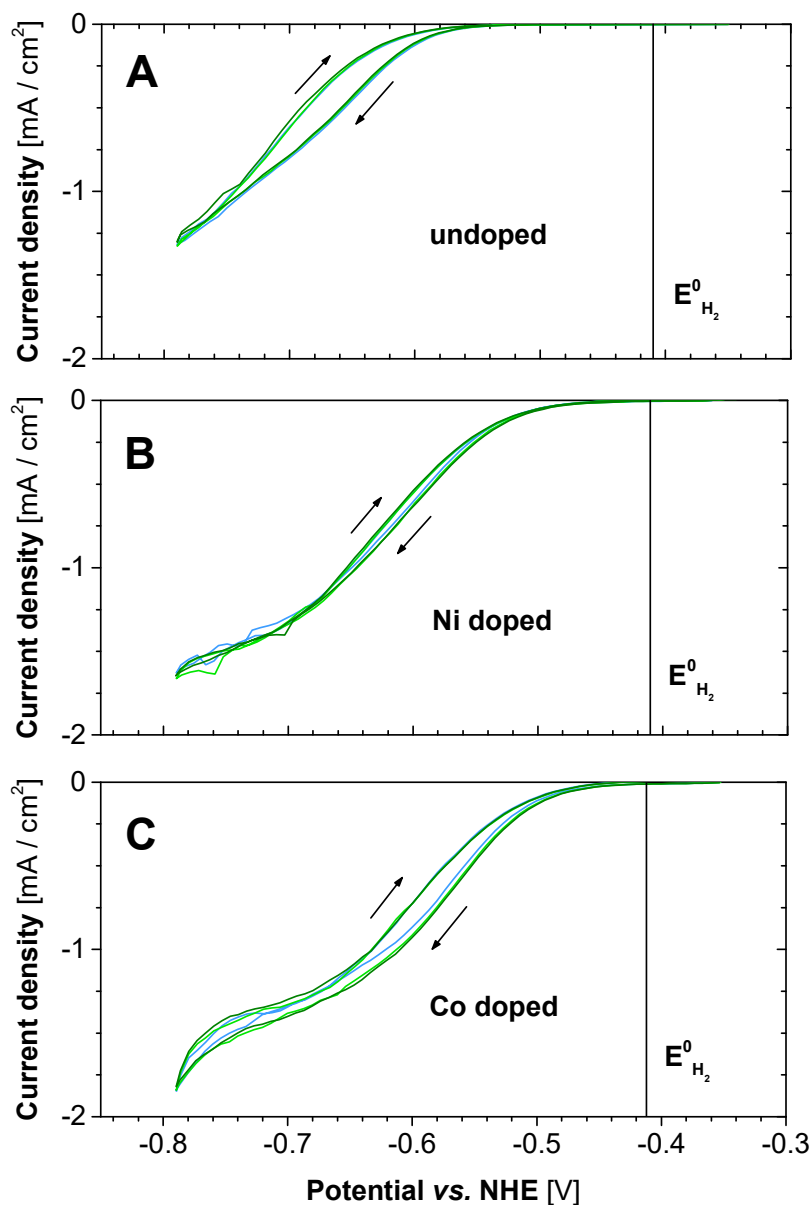 A
0
-1
-2
Current density [mA / cm²]
undoped
E⁰H₂
B
0
-1
-2
Current density [mA / cm²]
Ni doped
E⁰H₂
C
0
-1
-2
Current density [mA / cm²]
Co doped
E⁰H₂
-0.8 -0.7 -0.6 -0.5 -0.4 -0.3
Potential vs. NHE [V]